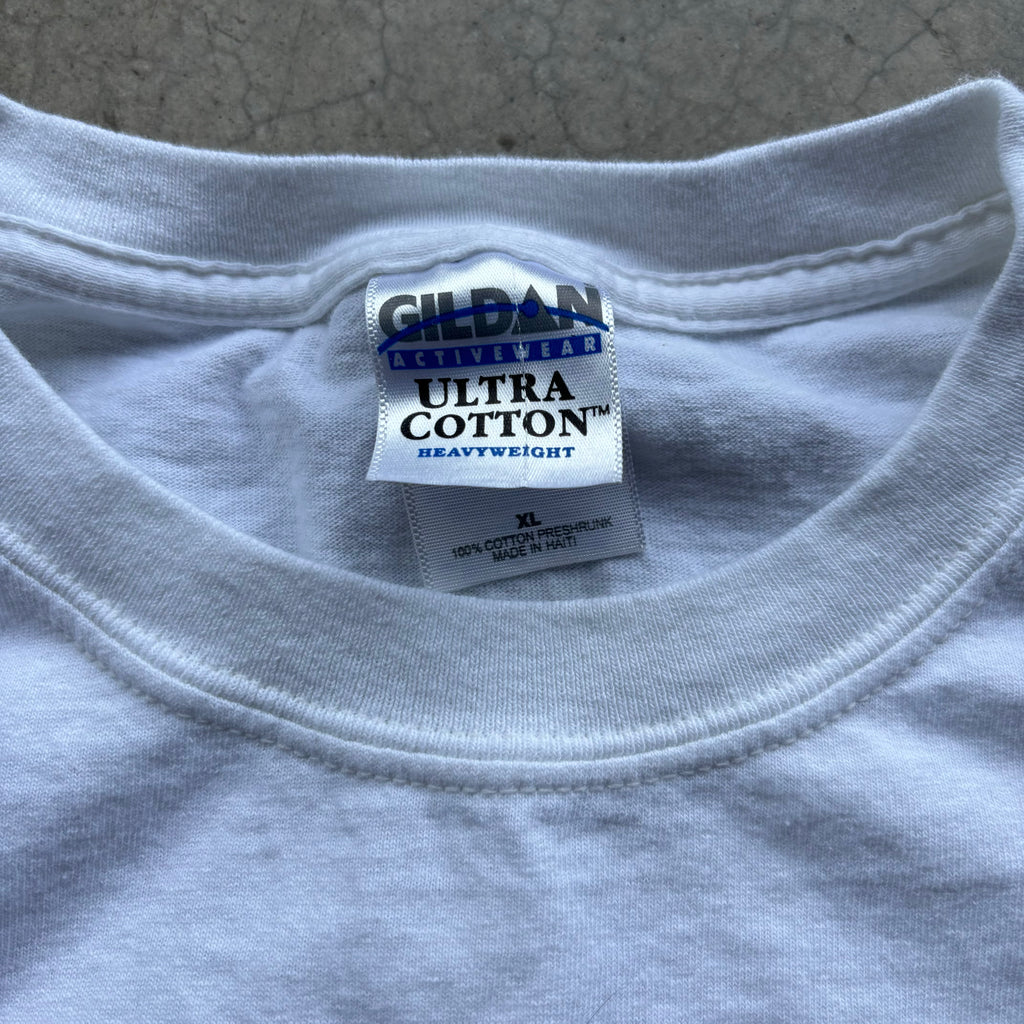 GILDAN
ACTIVEWEAR
ULTRA
COTTON™
HEAVYWEIGHT
XL
100% COTTON PRESHRUNK
MADE IN HAITI